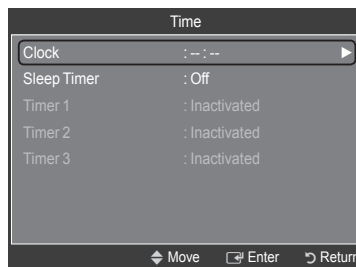 Time
Clock : -- : --
Sleep Timer : Off
Timer 1 : Inactivated
Timer 2 : Inactivated
Timer 3 : Inactivated
Move Enter Return